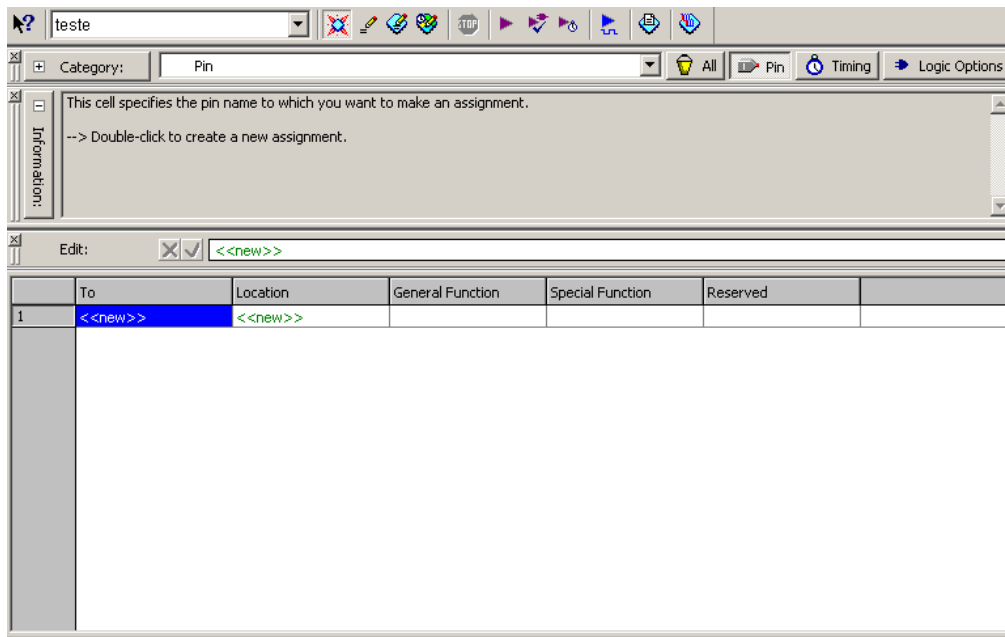 teste
STOP
Category: Pin All Pin Timing Logic Options
Information:
This cell specifies the pin name to which you want to make an assignment.
--> Double-click to create a new assignment.
Edit: <<new>>
To Location General Function Special Function Reserved
1 <<new>> <<new>>